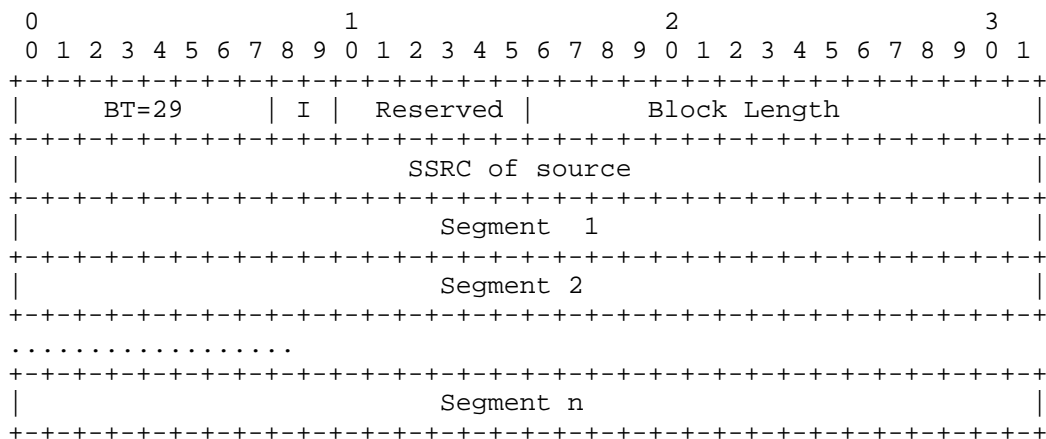 0                   1                   2                   3
 0 1 2 3 4 5 6 7 8 9 0 1 2 3 4 5 6 7 8 9 0 1 2 3 4 5 6 7 8 9 0 1
+-+-+-+-+-+-+-+-+-+-+-+-+-+-+-+-+-+-+-+-+-+-+-+-+-+-+-+-+-+-+-+-+
|     BT=29     | I |  Reserved |       Block Length            |
+-+-+-+-+-+-+-+-+-+-+-+-+-+-+-+-+-+-+-+-+-+-+-+-+-+-+-+-+-+-+-+-+
|                        SSRC of source                         |
+-+-+-+-+-+-+-+-+-+-+-+-+-+-+-+-+-+-+-+-+-+-+-+-+-+-+-+-+-+-+-+-+
|                          Segment  1                           |
+-+-+-+-+-+-+-+-+-+-+-+-+-+-+-+-+-+-+-+-+-+-+-+-+-+-+-+-+-+-+-+-+
|                          Segment 2                            |
+-+-+-+-+-+-+-+-+-+-+-+-+-+-+-+-+-+-+-+-+-+-+-+-+-+-+-+-+-+-+-+-+
..................
+-+-+-+-+-+-+-+-+-+-+-+-+-+-+-+-+-+-+-+-+-+-+-+-+-+-+-+-+-+-+-+-+
|                          Segment n                            |
+-+-+-+-+-+-+-+-+-+-+-+-+-+-+-+-+-+-+-+-+-+-+-+-+-+-+-+-+-+-+-+-+